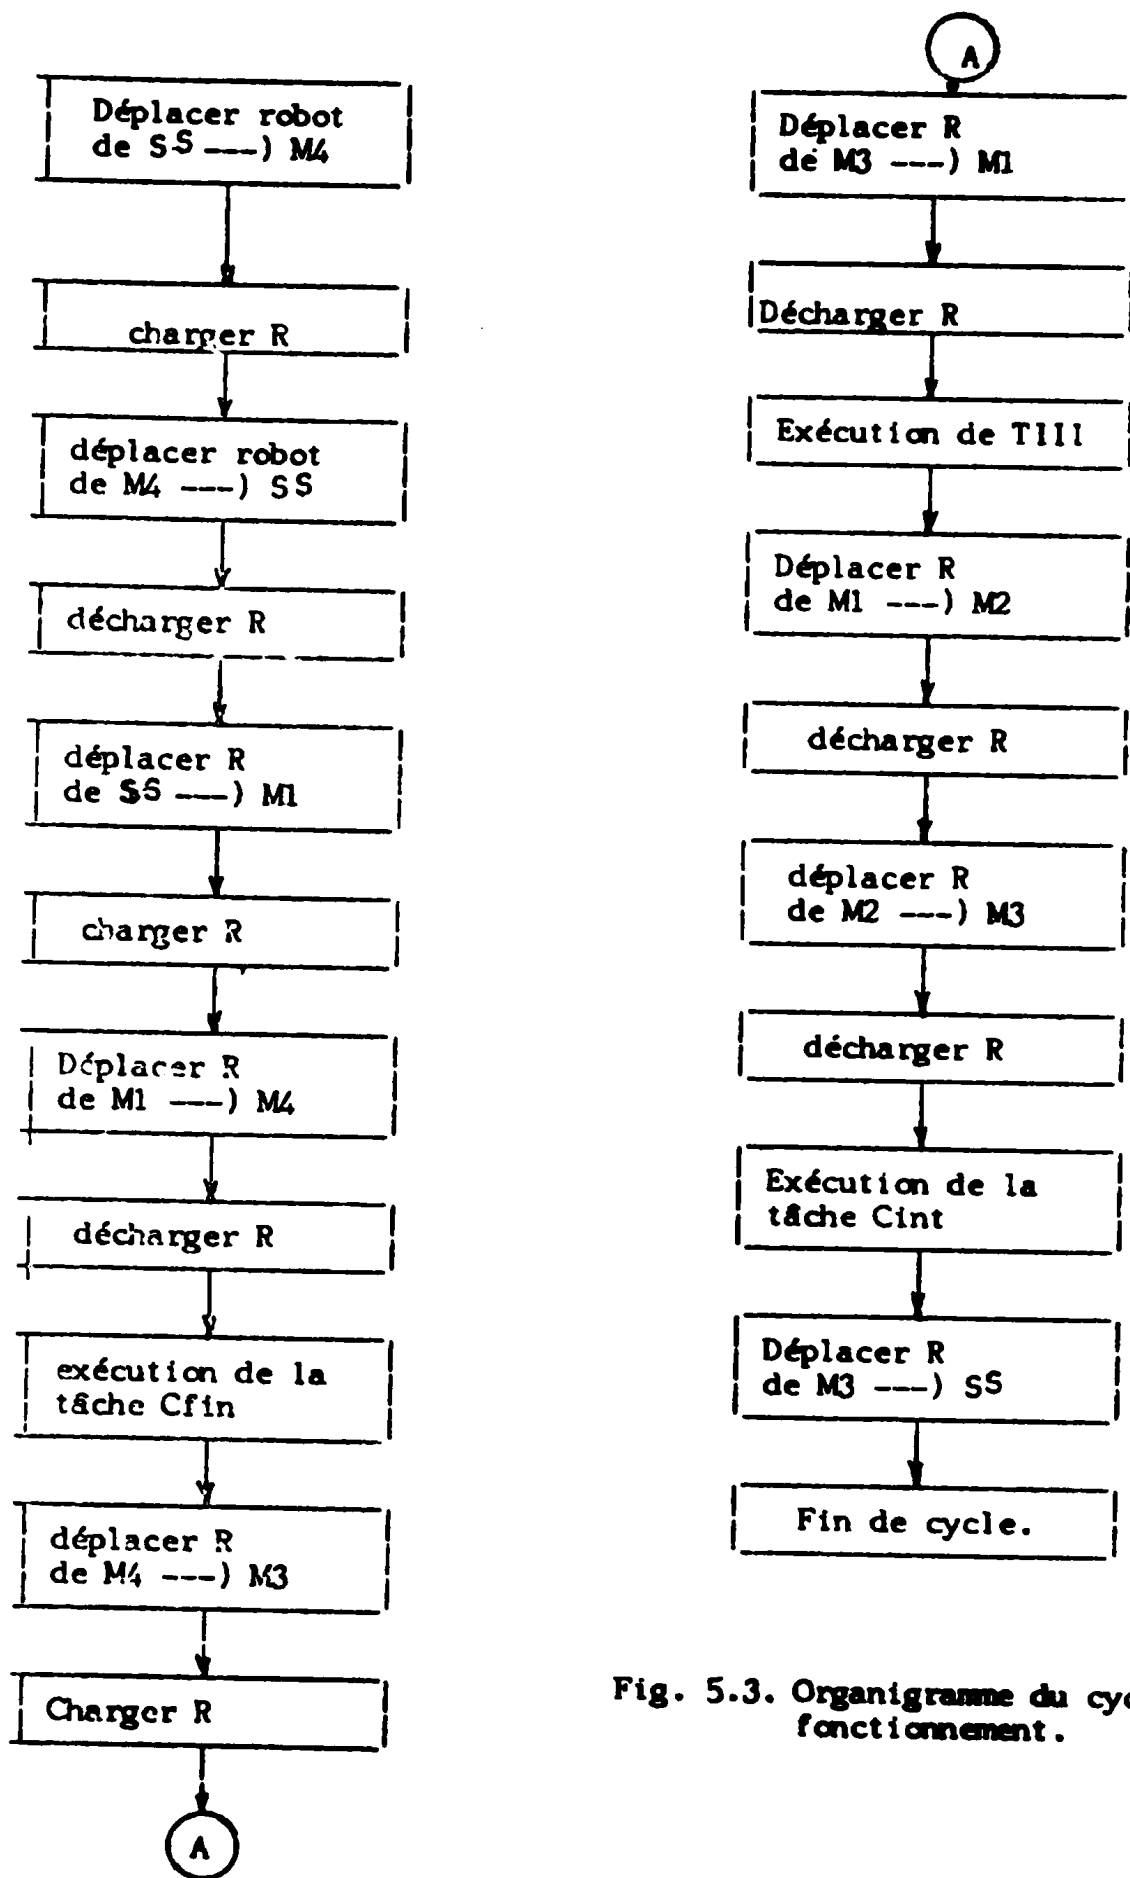 Déplacer robot
de SS ---) M4
charger R
déplacer robot
de M4 ---) SS
décharger R
déplacer R
de SS ---) M1
charger R
Déplacer R
de M1 ---) M4
décharger R
exécution de la
tâche Cfin
déplacer R
de M4 ---) M3
Charger R
A
A
Déplacer R
de M3 ---) M1
Décharger R
Exécution de TIII
Déplacer R
de M1 ---) M2
décharger R
déplacer R
de M2 ---) M3
décharger R
Exécution de la
tâche Cint
Déplacer R
de M3 ---) SS
Fin de cycle.
Fig. 5.3. Organigramme du cyc
fonctionnement.